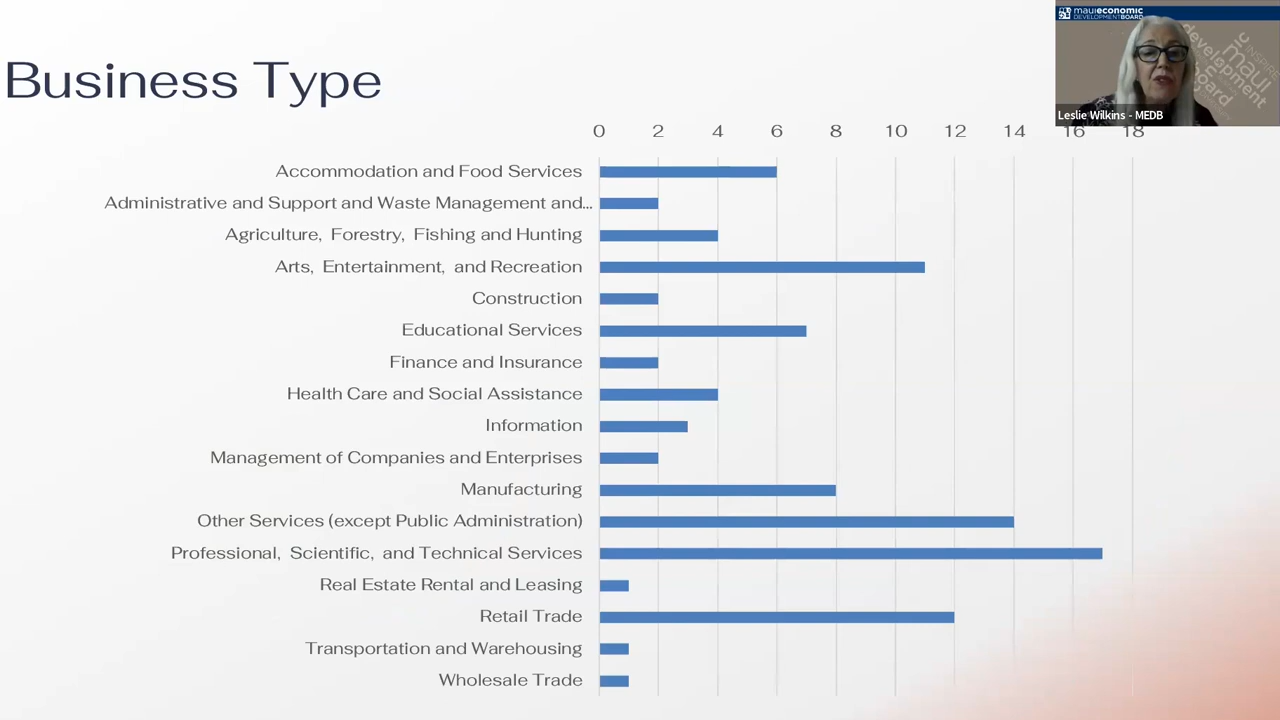 Business Type
mauieconomic
DEVELOPMENTBOARD
development
maui
INSPIR
board
development
Leslie Wilkins - MEDB
0 2 4 6 8 10 12 14 16 18
Accommodation and Food Services
Administrative and Support and Waste Management and...
Agriculture, Forestry, Fishing and Hunting
Arts, Entertainment, and Recreation
Construction
Educational Services
Finance and Insurance
Health Care and Social Assistance
Information
Management of Companies and Enterprises
Manufacturing
Other Services (except Public Administration)
Professional, Scientific, and Technical Services
Real Estate Rental and Leasing
Retail Trade
Transportation and Warehousing
Wholesale Trade